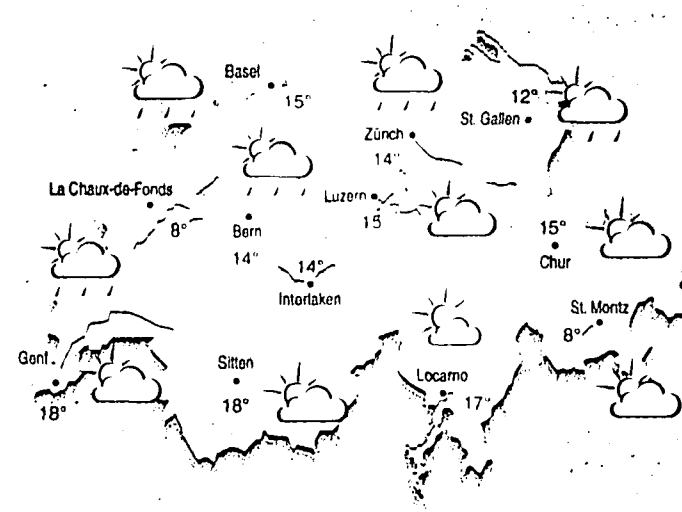 Basel
15°
12°
St. Gallen
Zürich
14°
La Chaux-de-Fonds
8°
Luzern
15
Bern
14°
15°
Chur
14°
Interlaken
St. Moritz
8°
Genf
18°
Sitten
18°
Locarno
17°